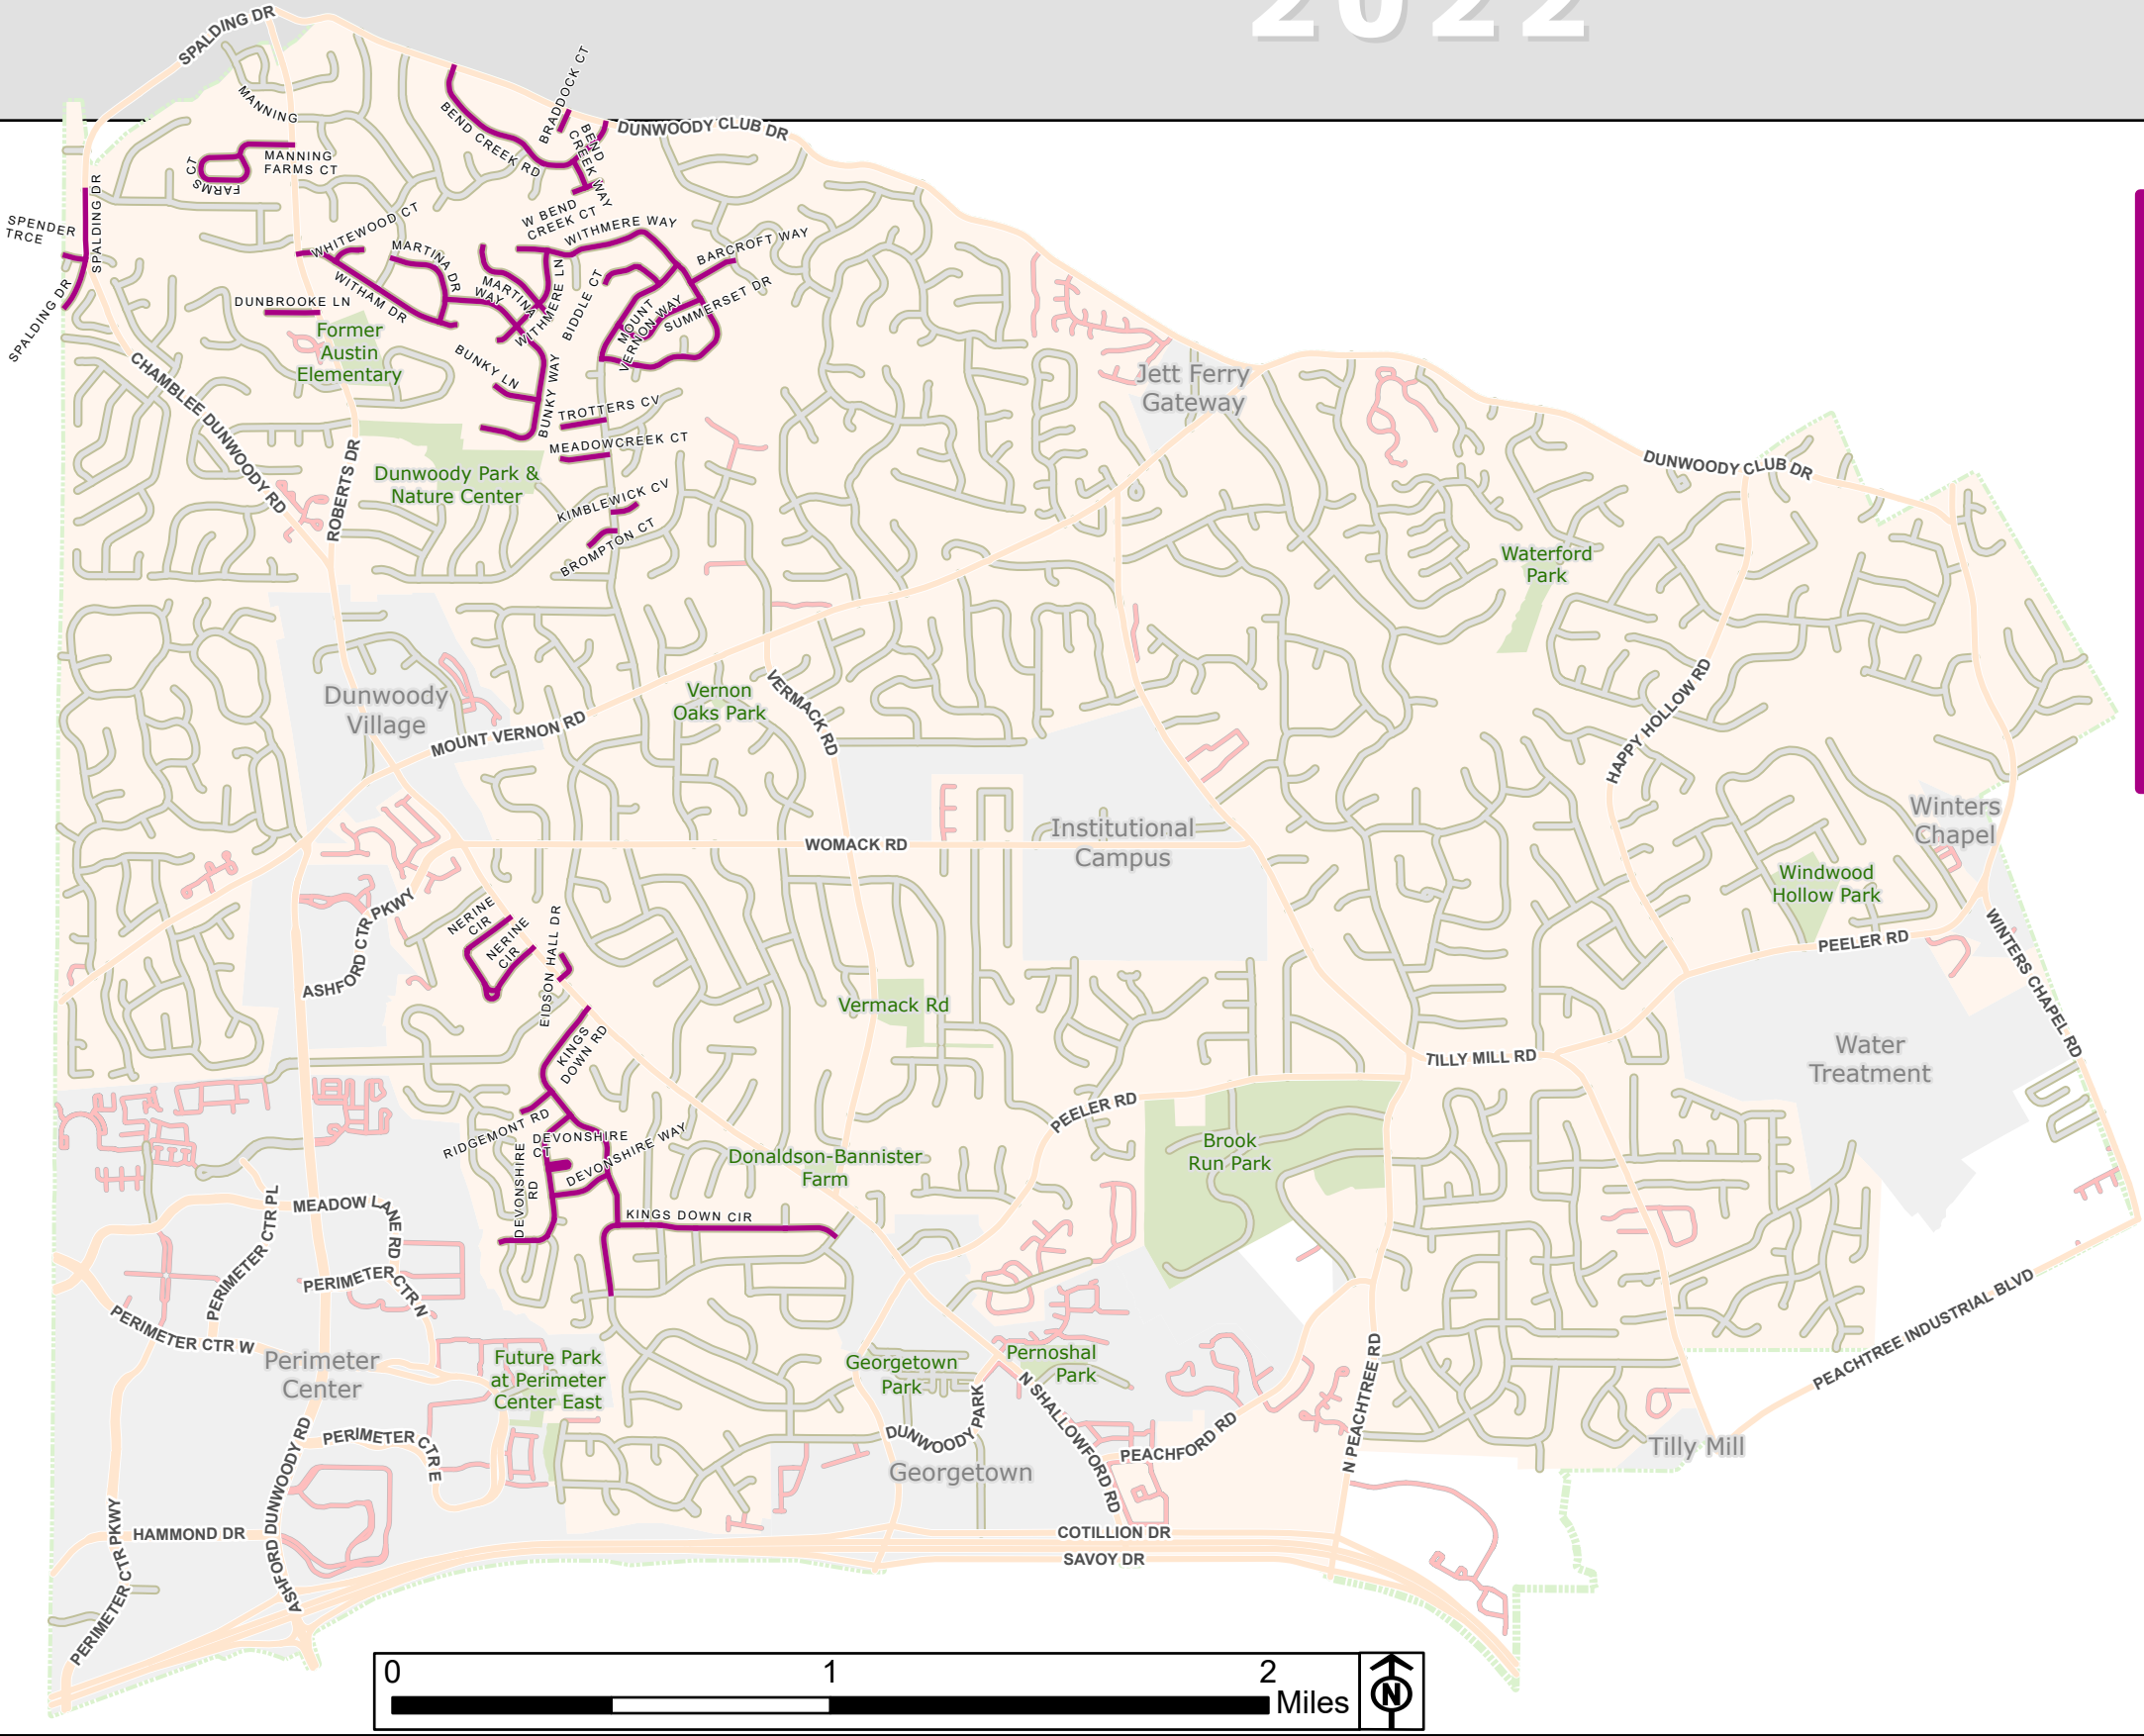 2022
SPALDING DR
MANNING
BEND CREEK RD
BRADDOCK CT
BEND
CREEK WAY
DUNWOODY CLUB DR
MANNING
FARMS CT
FARMS
CT
SPENDER
TRCE
SPALDING DR
SPALDING DR
WHITEWOOD CT
MARTINA DR
W BEND
CREEK CT
WITHMERE WAY
BARCROFT WAY
WITHAM DR
MARTINA
WAY
WITHMERE LN
WITHMERE
BIDDLE CT
MOUNT
VERNON WAY
SUMMERSET DR
DUNBROOKE LN
Former
Austin
Elementary
BUNKY LN
BUNKY WAY
TROTTERS CV
MEADOWCREEK CT
KIMBLEWICK CV
BROMPTON CT
CHAMBLEE DUNWOODY RD
ROBERTS DR
Dunwoody Park &
Nature Center
Jett Ferry
Gateway
DUNWOODY CLUB DR
Waterford
Park
Dunwoody
Village
MOUNT VERNON RD
Vernon
Oaks Park
VERMACK RD
HAPPY HOLLOW RD
WOMACK RD
Institutional
Campus
Winters
Chapel
Windwood
Hollow Park
PEELER RD
WINTERS CHAPEL RD
ASHFORD CTR PKWY
NERINE
CIR
NERINE
CIR
EIDSON HALL DR
KINGS
DOWN RD
Vermack Rd
TILLY MILL RD
Water
Treatment
PEELER RD
RIDGEMONT RD
DEVONSHIRE
CT
DEVONSHIRE WAY
DEVONSHIRE
RD
KINGS DOWN CIR
Donaldson-Bannister
Farm
Brook
Run Park
MEADOW LANE RD
PERIMETER CTR PL
PERIMETER CTR N
PERIMETER CTR W
Perimeter
Center
Future Park
at Perimeter
Center East
Georgetown
Park
Pernoshal
Park
PERIMETER CTR E
DUNWOODY PARK
Georgetown
N SHALLOWFORD RD
PEACHFORD RD
N PEACHTREE RD
PEACHTREE INDUSTRIAL BLVD
Tilly Mill
ASHFORD DUNWOODY RD
HAMMOND DR
PERIMETER CTR PKWY
PERIMETER CTR
COTILLION DR
SAVOY DR
0 1 2
Miles
N